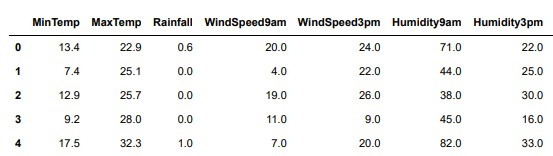 MinTemp MaxTemp Rainfall WindSpeed9am WindSpeed3pm Humidity9am Humidity3pm
0 13.4 22.9 0.6 20.0 24.0 71.0 22.0
1 7.4 25.1 0.0 4.0 22.0 44.0 25.0
2 12.9 25.7 0.0 19.0 26.0 38.0 30.0
3 9.2 28.0 0.0 11.0 9.0 45.0 16.0
4 17.5 32.3 1.0 7.0 20.0 82.0 33.0